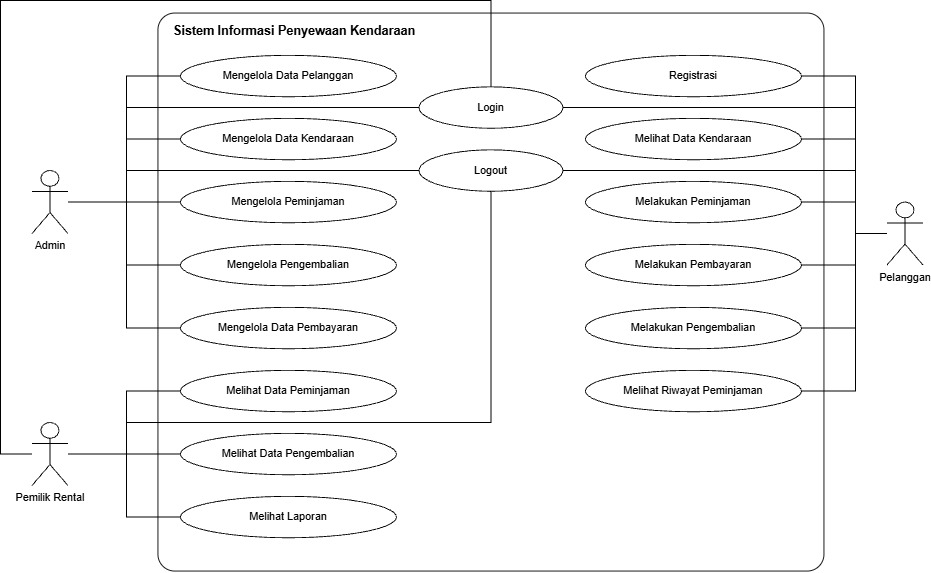 Sistem Informasi Penyewaan Kendaraan
Mengelola Data Pelanggan
Registrasi
Login
Mengelola Data Kendaraan
Melihat Data Kendaraan
Logout
Mengelola Peminjaman
Melakukan Peminjaman
Admin
Mengelola Pengembalian
Melakukan Pembayaran
Pelanggan
Mengelola Data Pembayaran
Melakukan Pengembalian
Melihat Data Peminjaman
Melihat Riwayat Peminjaman
Melihat Data Pengembalian
Pemilik Rental
Melihat Laporan